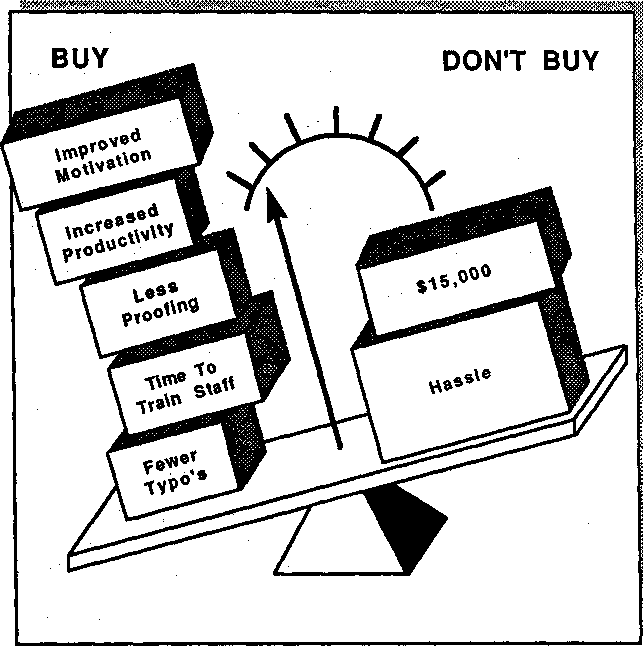 BUY
DON'T BUY
Improved
Motivation
Increased
Productivity
Less
Proofing
Time To
Train Staff
Fewer
Typo's
$15,000
Hassle